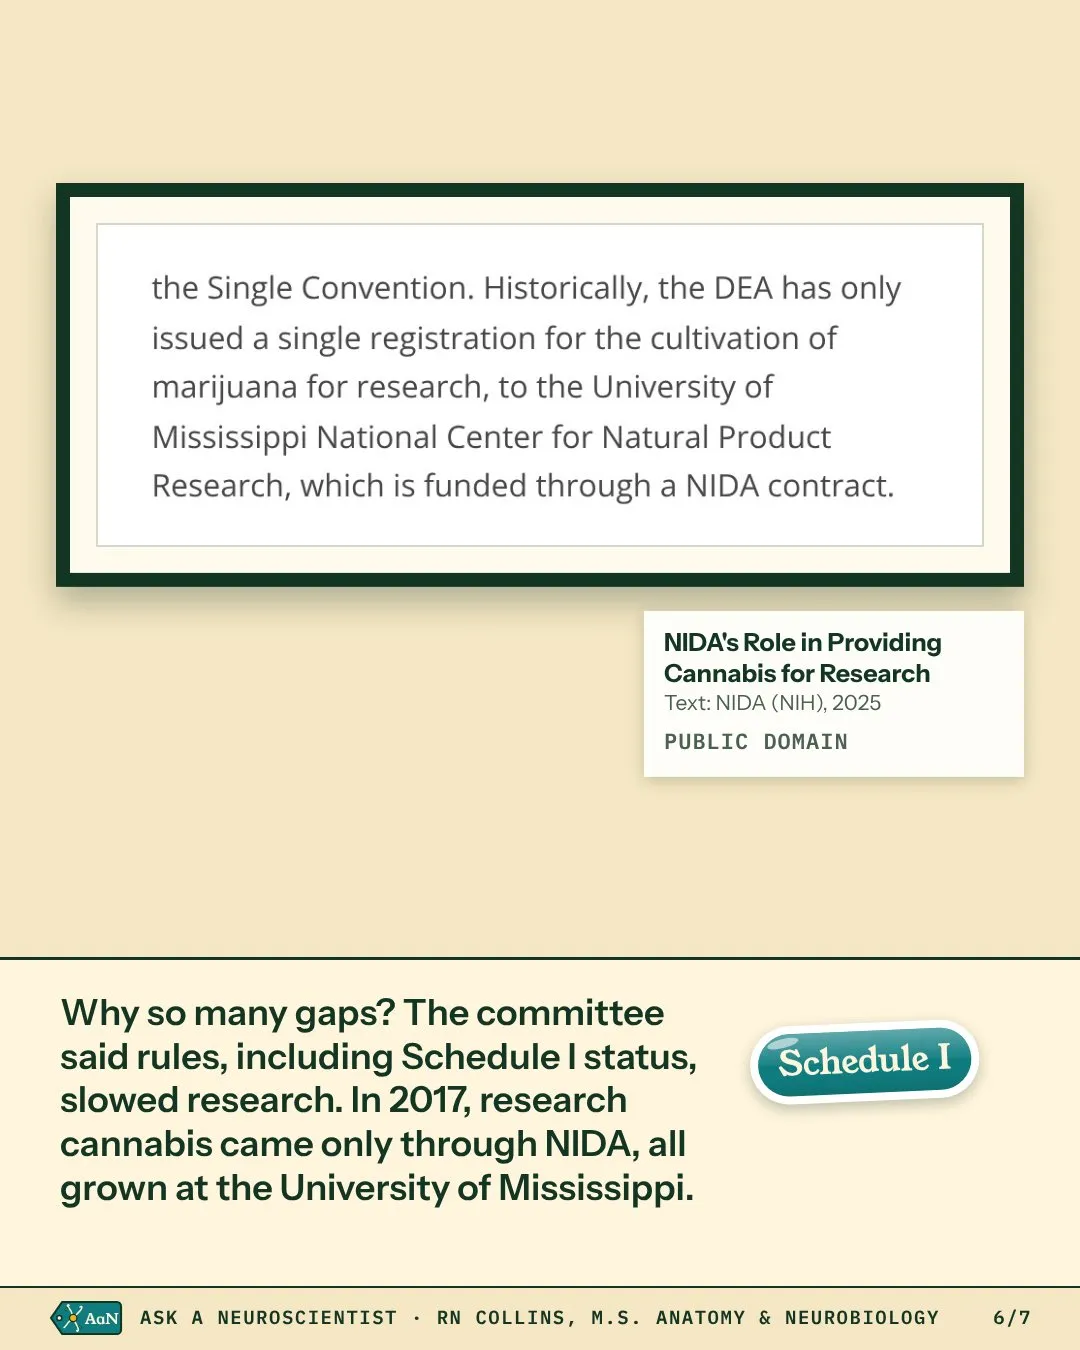 the Single Convention. Historically, the DEA has only
issued a single registration for the cultivation of
marijuana for research, to the University of
Mississippi National Center for Natural Product
Research, which is funded through a NIDA contract.
NIDA's Role in Providing
Cannabis for Research
Text: NIDA (NIH), 2025
PUBLIC DOMAIN
Why so many gaps? The committee
said rules, including Schedule I status,
slowed research. In 2017, research
cannabis came only through NIDA, all
grown at the University of Mississippi.
Schedule I
AaN
ASK A NEUROSCIENTIST · RN COLLINS, M.S. ANATOMY & NEUROBIOLOGY
6/7